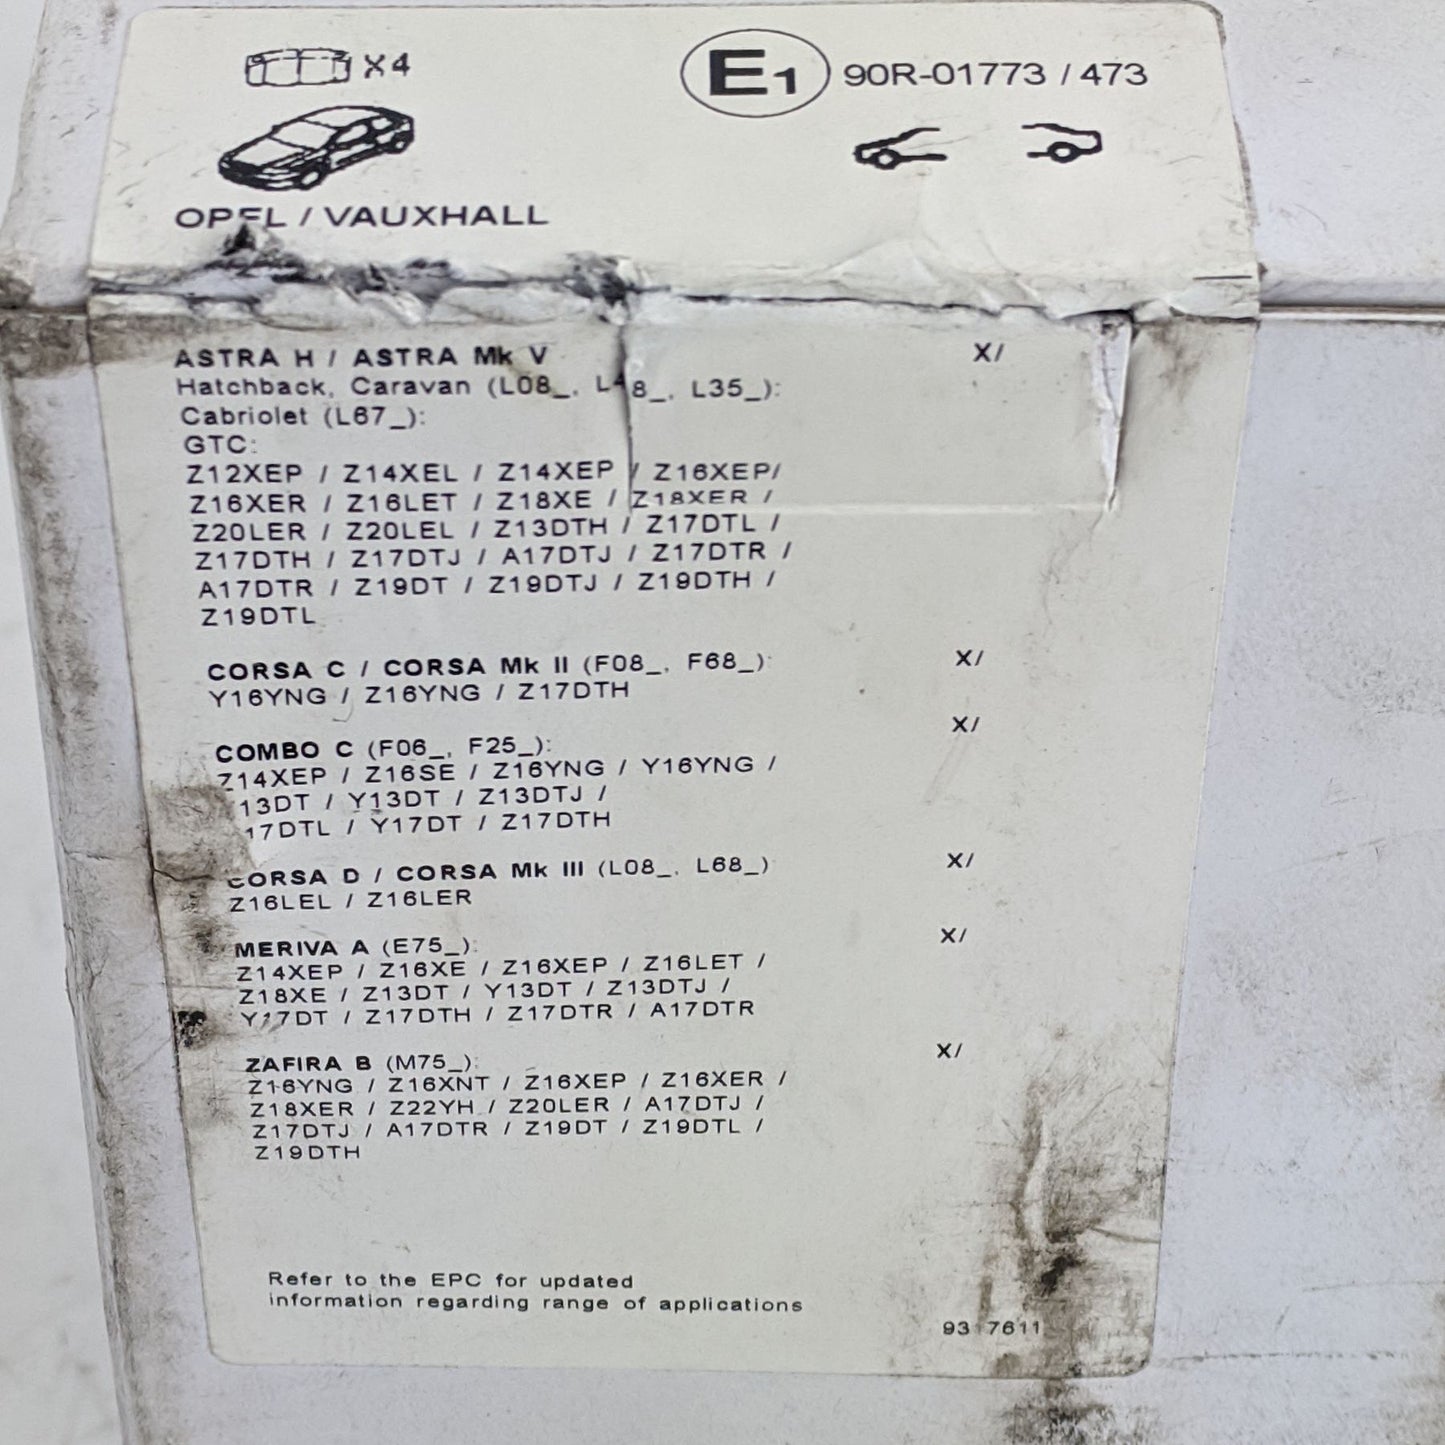 X4
E1 90R-01773 / 473
OPEL / VAUXHALL
ASTRA H / ASTRA Mk V X/
Hatchback, Caravan (L08_, L48_, L35_):
Cabriolet (L67_):
GTC:
Z12XEP / Z14XEL / Z14XEP / Z16XEP/
Z16XER / Z16LET / Z18XE / Z18XER /
Z20LER / Z20LEL / Z13DTH / Z17DTL /
Z17DTH / Z17DTJ / A17DTJ / Z17DTR /
A17DTR / Z19DT / Z19DTJ / Z19DTH /
Z19DTL
CORSA C / CORSA Mk II (F08_, F68_): X/
Y16YNG / Z16YNG / Z17DTH
COMBO C (F06_, F25_): X/
Z14XEP / Z16SE / Z16YNG / Y16YNG /
13DT / Y13DT / Z13DTJ /
17DTL / Y17DT / Z17DTH
CORSA D / CORSA Mk III (L08_, L68_) X/
Z16LEL / Z16LER
MERIVA A (E75_): X/
Z14XEP / Z16XE / Z16XEP / Z16LET /
Z18XE / Z13DT / Y13DT / Z13DTJ /
Y17DT / Z17DTH / Z17DTR / A17DTR
ZAFIRA B (M75_): X/
Z16YNG / Z16XNT / Z16XEP / Z16XER /
Z18XER / Z22YH / Z20LER / A17DTJ /
Z17DTJ / A17DTR / Z19DT / Z19DTL /
Z19DTH
Refer to the EPC for updated
information regarding range of applications